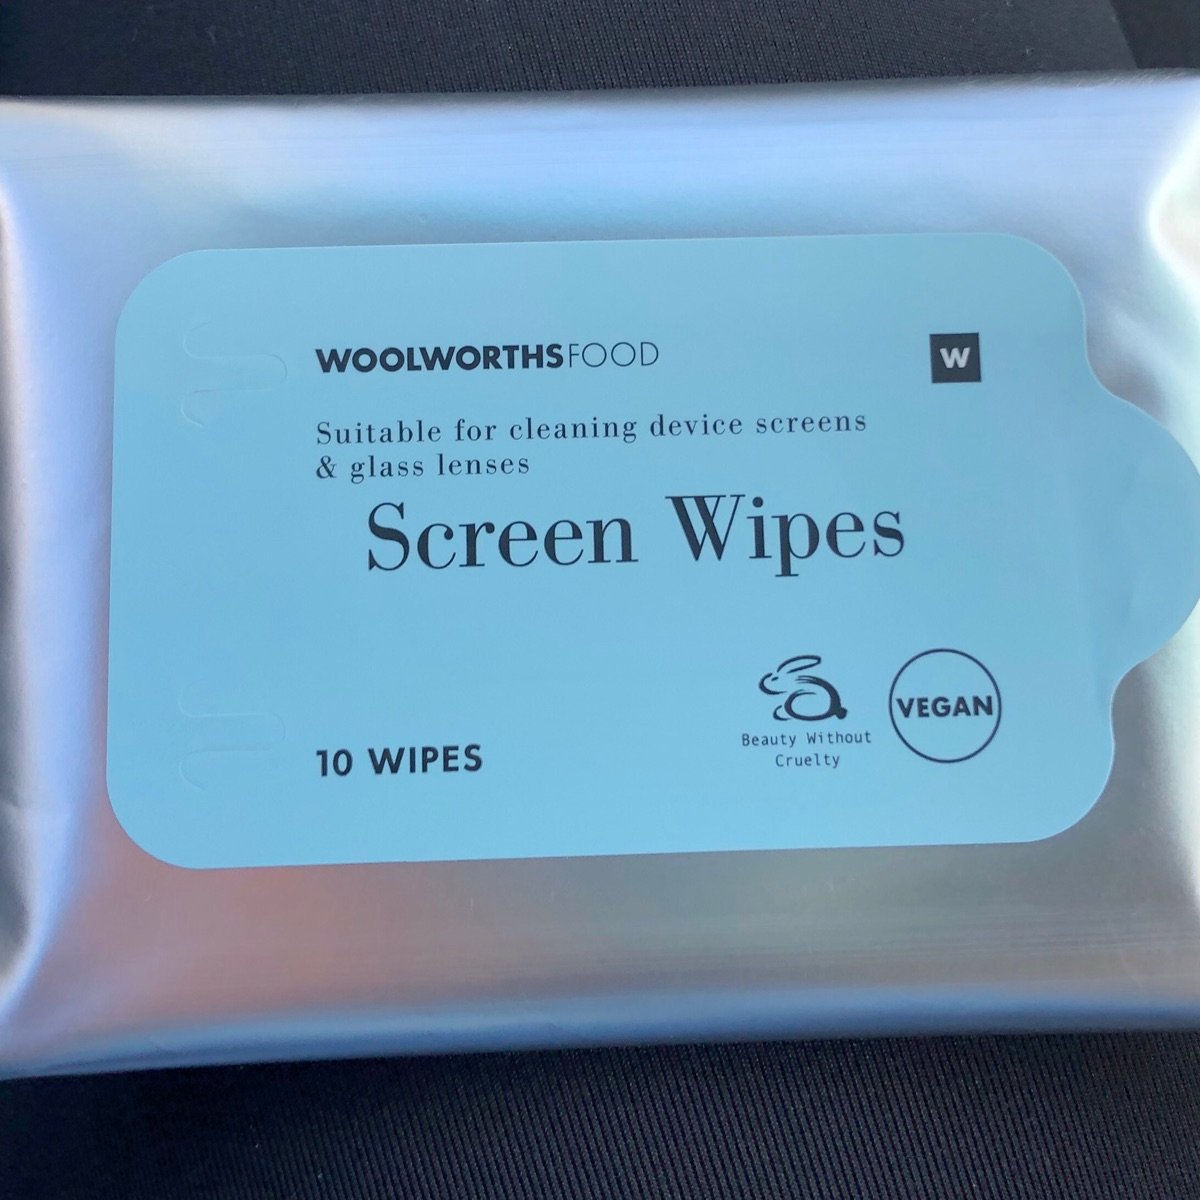 WOOLWORTHSFOOD
W
Suitable for cleaning device screens
& glass lenses
Screen Wipes
10 WIPES
Beauty Without
Cruelty
VEGAN